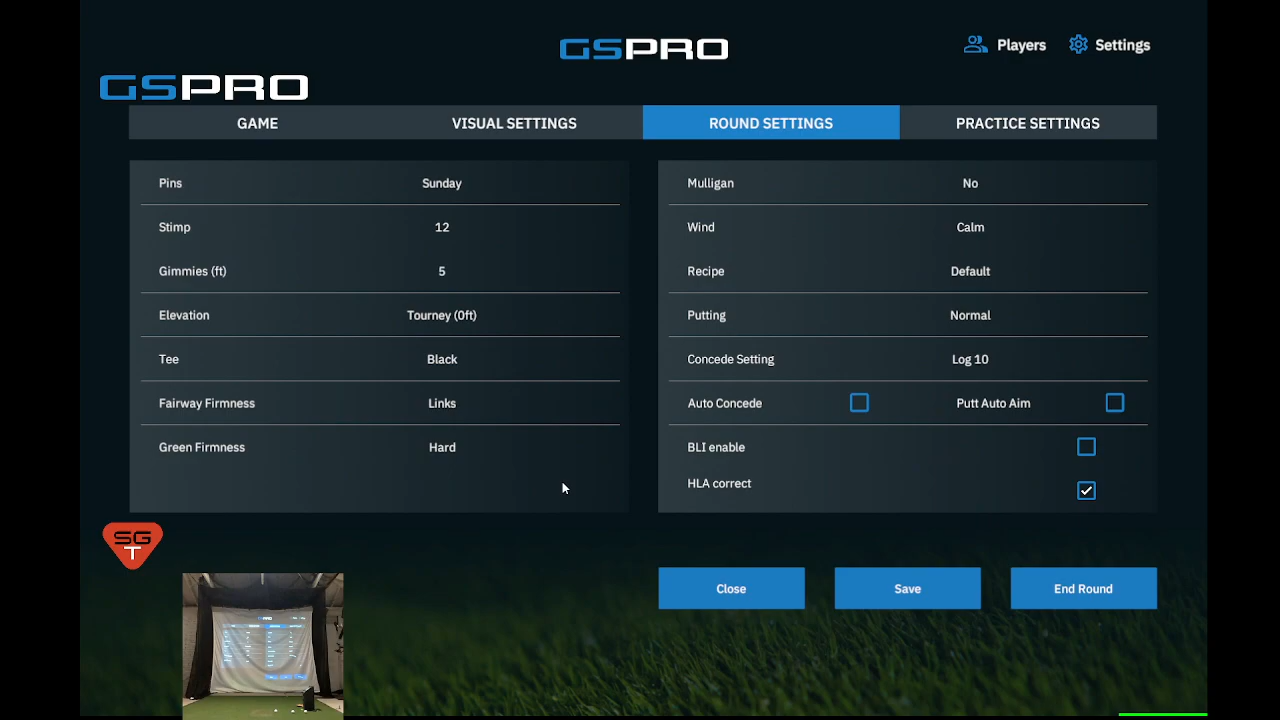 GSPRO
Players
Settings
GSPRO
GAME
VISUAL SETTINGS
ROUND SETTINGS
PRACTICE SETTINGS
Pins Sunday
Stimp 12
Gimmies (ft) 5
Elevation Tourney (0ft)
Tee Black
Fairway Firmness Links
Green Firmness Hard
Mulligan No
Wind Calm
Recipe Default
Putting Normal
Concede Setting Log 10
Auto Concede Putt Auto Aim
BLI enable
HLA correct
SG
T
Close
Save
End Round
GSPRO